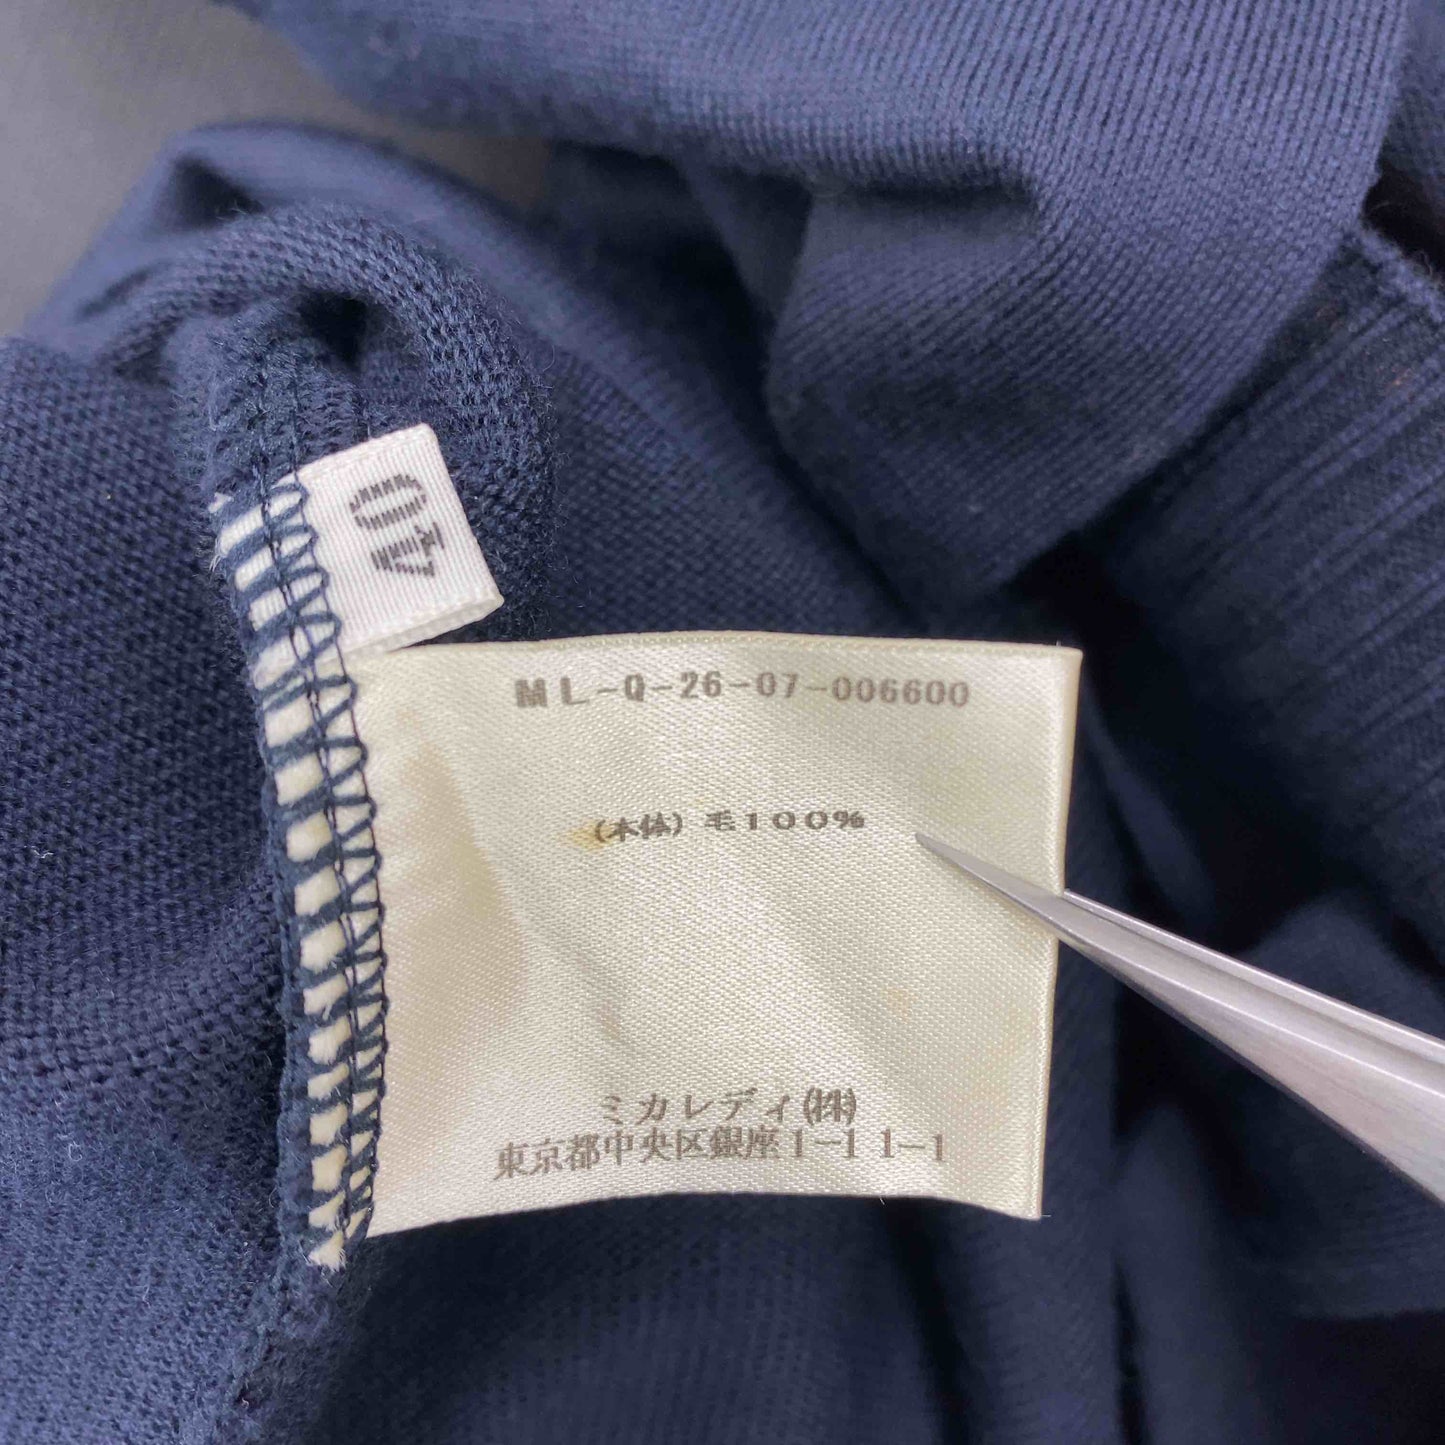 40
ML-Q-26-07-006600
(本体)毛100%
ミカレディ(株)
東京都中央区銀座1-11-1